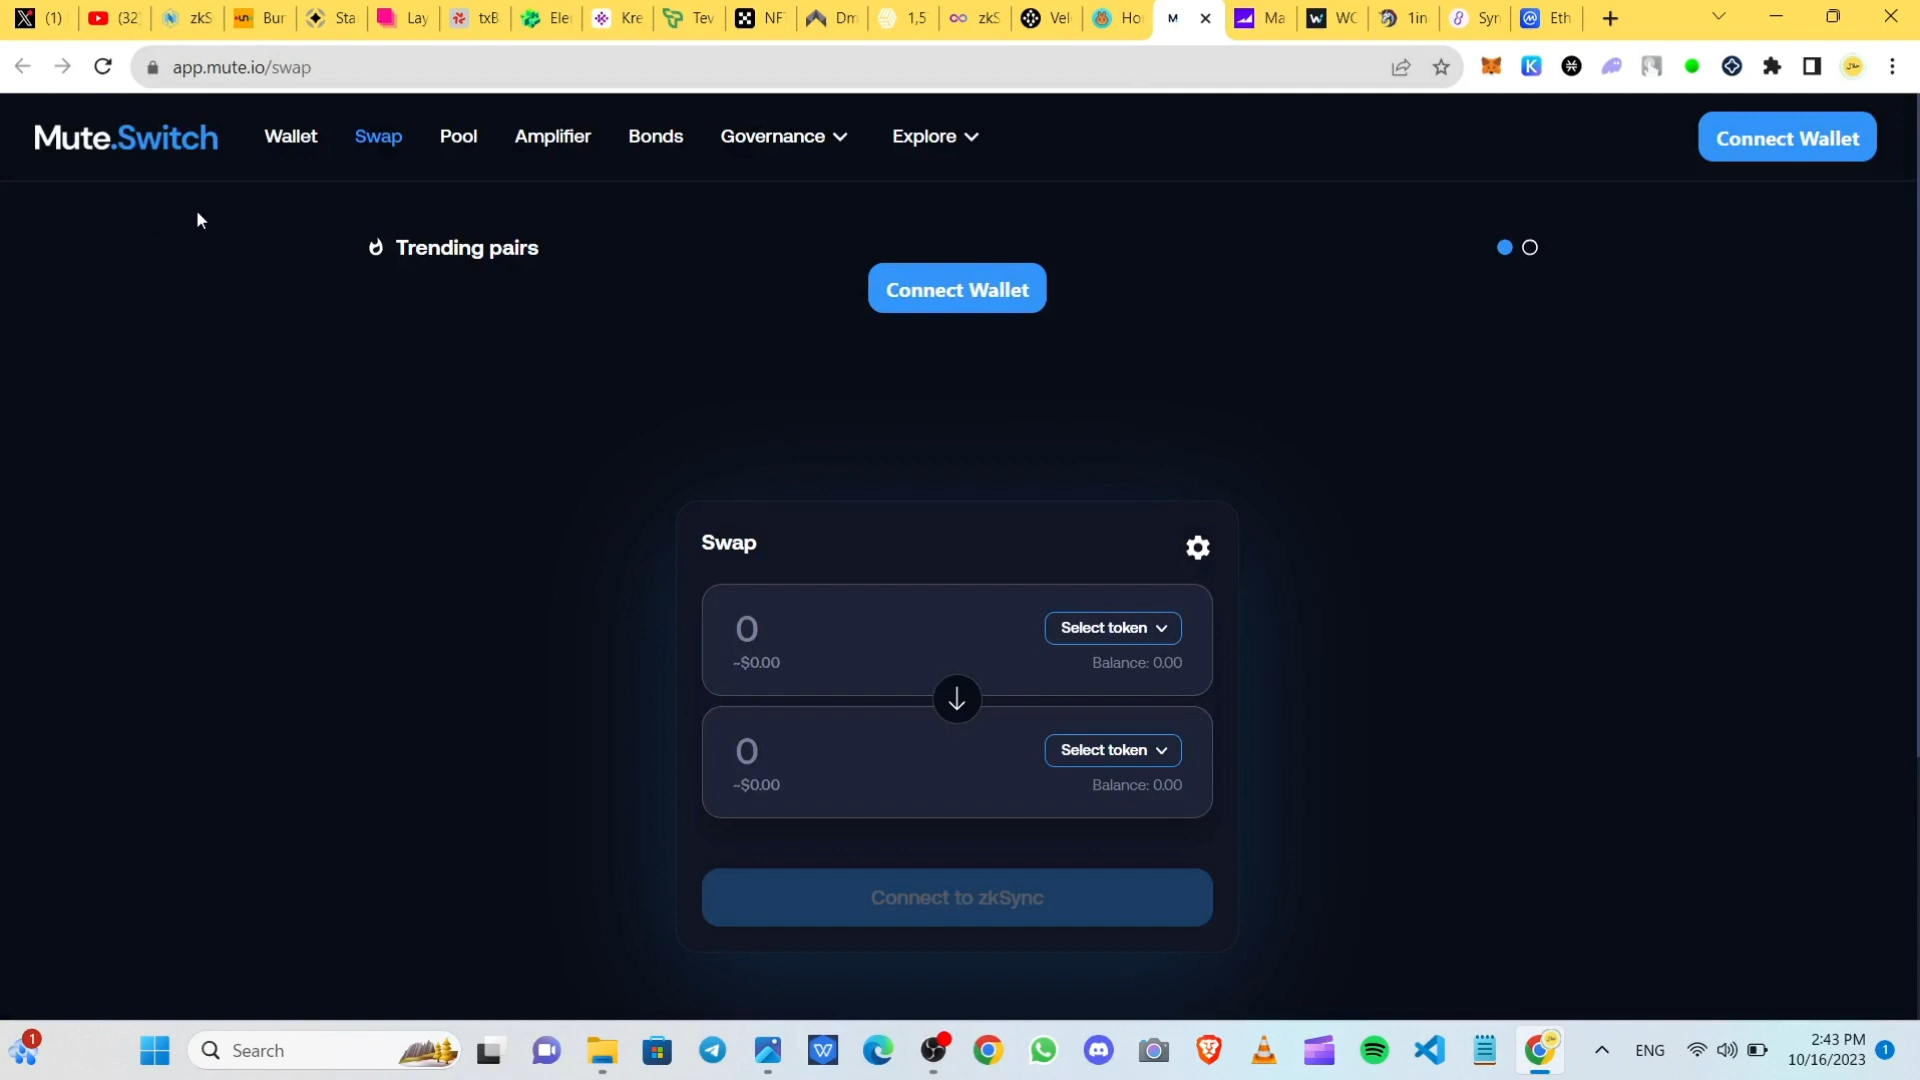 (1) (32 zkS Bur Sta Lay txB Eler Kre Tev NF Dm 1,5 zkS Vel Ho M Ma WC 1in Syn Eth
app.mute.io/swap
Mute.Switch Wallet Swap Pool Amplifier Bonds Governance Explore Connect Wallet
Trending pairs
Connect Wallet
Swap
0 Select token
~$0.00 Balance: 0.00
0 Select token
~$0.00 Balance: 0.00
Connect to zkSync
1 Search ENG 2:43 PM 1
10/16/2023